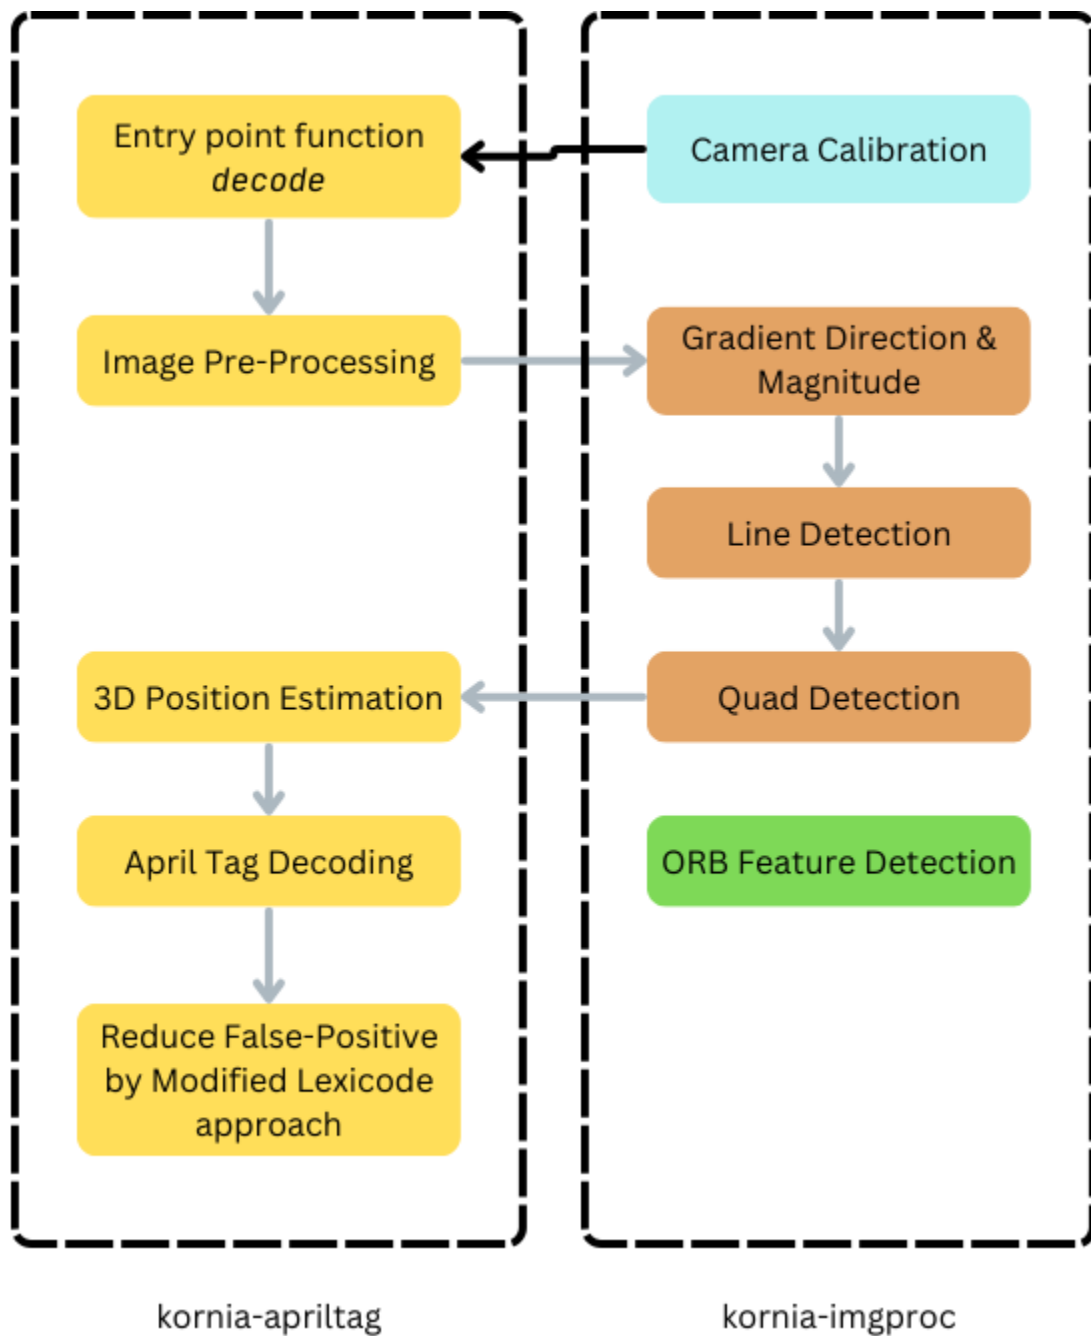 Entry point function
decode
Camera Calibration
Image Pre-Processing
Gradient Direction &
Magnitude
Line Detection
3D Position Estimation
Quad Detection
April Tag Decoding
ORB Feature Detection
Reduce False-Positive
by Modified Lexicode
approach
kornia-apriltag
kornia-imgproc